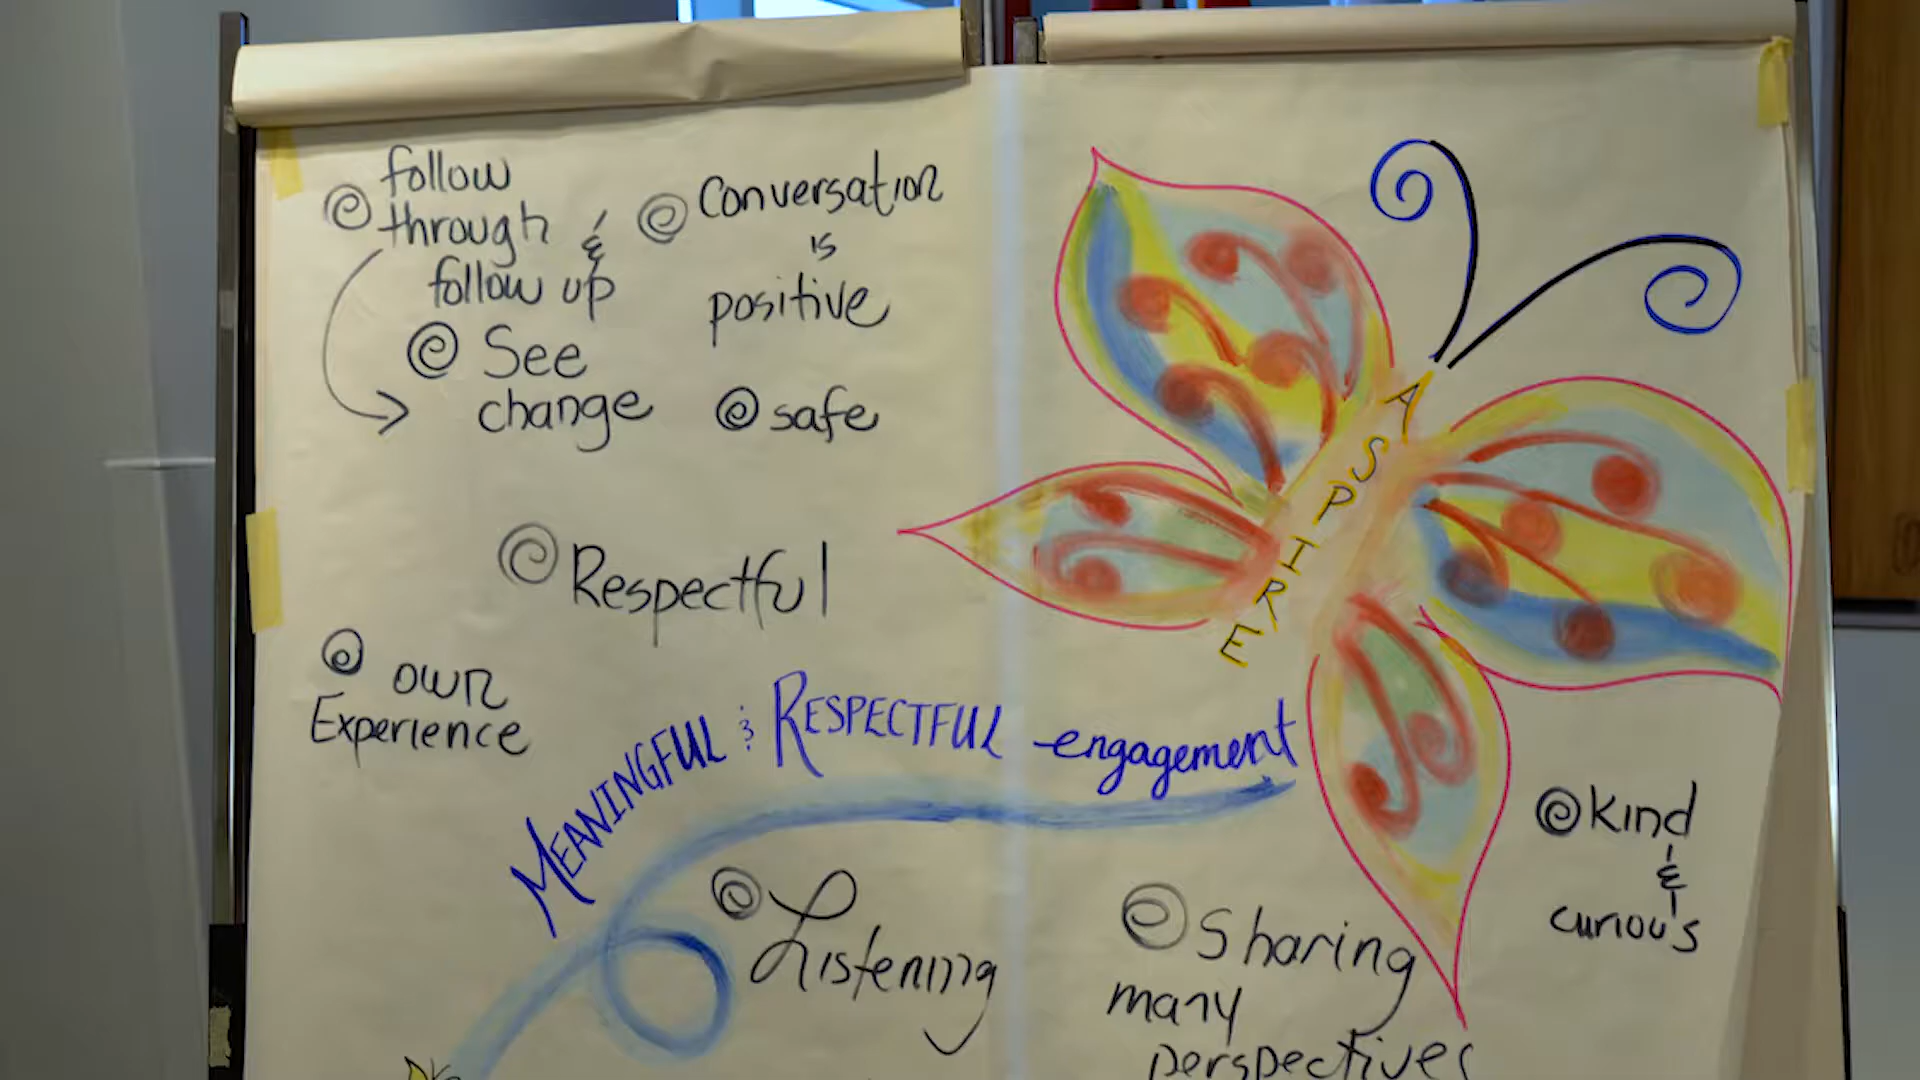 follow
through &
follow up
See
change
Conversation
is
positive
safe
Respectful
own
Experience
ASPIRE
MEANINGFUL & RESPECTFUL engagement
Listening
Sharing
many
perspectives
Kind
&
curious